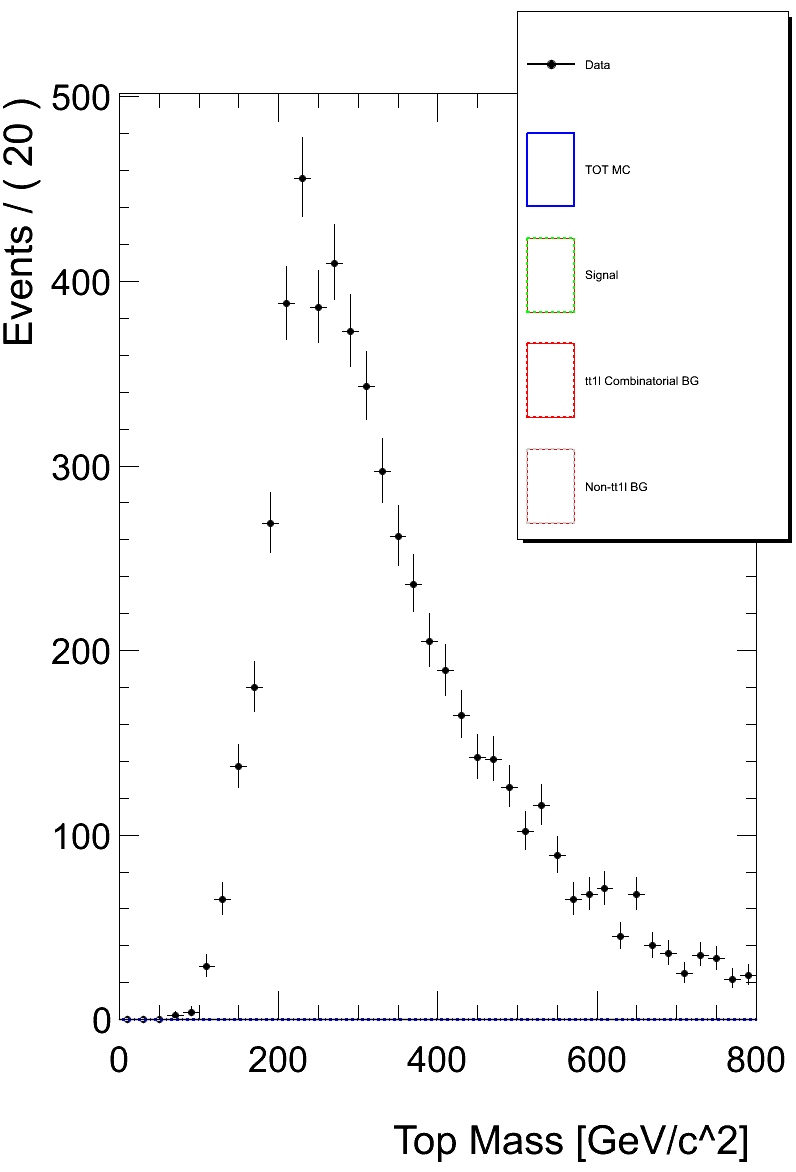 Data
TOT MC
Signal
tt1l Combinatorial BG
Non-tt1l BG
Events / ( 20 )
500
400
300
200
100
0
0 200 400 600 800
Top Mass [GeV/c^2]